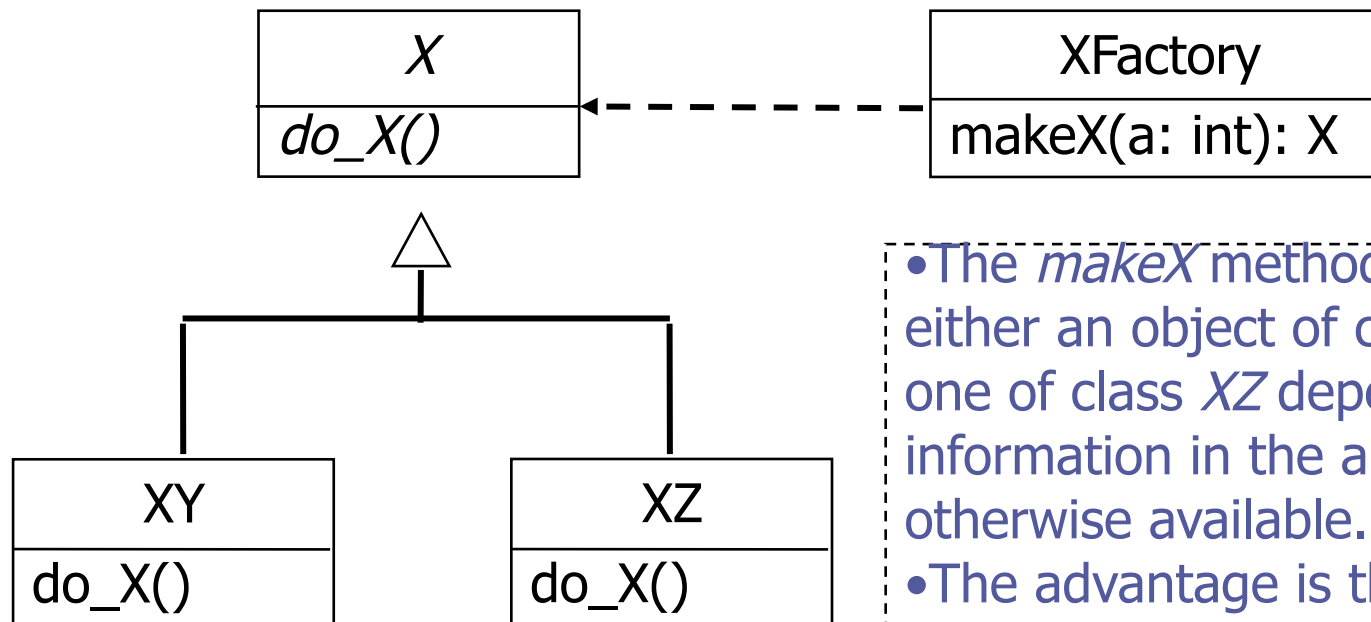 X
do_X()
XFactory
makeX(a: int): X
•The makeX method
either an object of
one of class XZ
information in the
otherwise available.
•The advantage is
XY
do_X()
XZ
do_X()